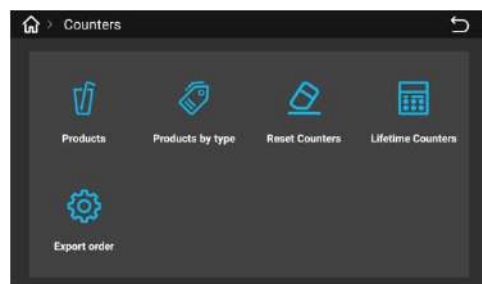 > Counters
Products
Products by type
Reset Counters
Lifetime Counters
Export order